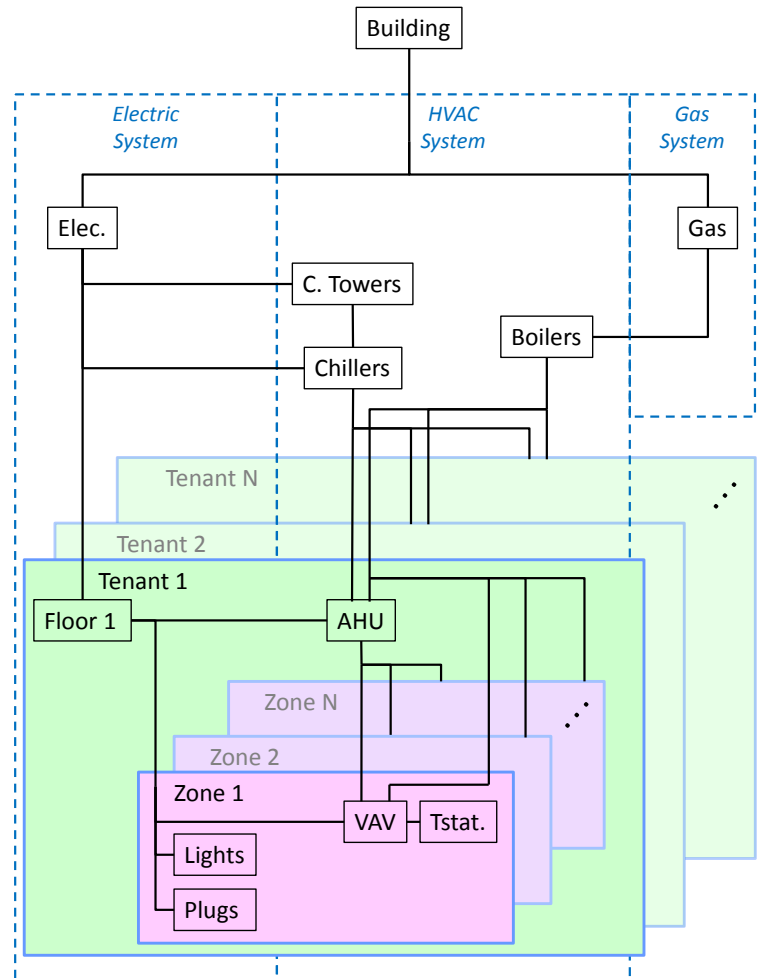 Building
Electric
System
HVAC
System
Gas
System
Elec.
Gas
C. Towers
Boilers
Chillers
Tenant N
Tenant 2
Tenant 1
Floor 1
AHU
Zone N
Zone 2
Zone 1
VAV
Tstat.
Lights
Plugs